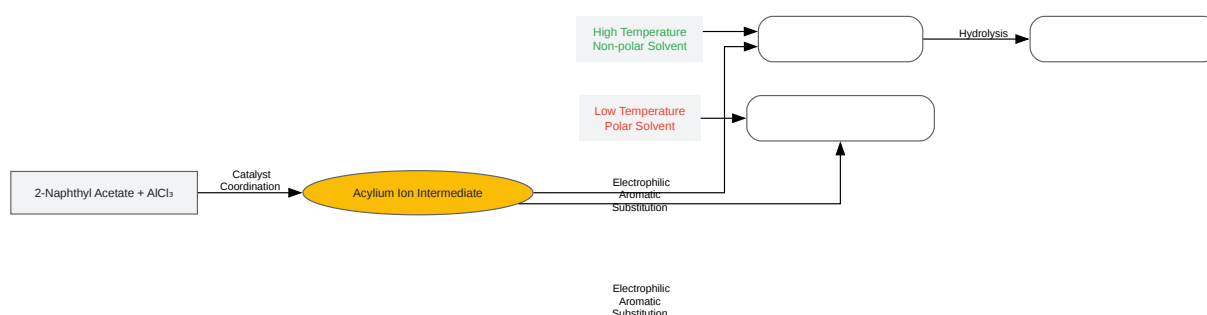 High Temperature
Non-polar Solvent
Hydrolysis
Low Temperature
Polar Solvent
2-Naphthyl Acetate + AlCl₃
Catalyst
Coordination
Acylium Ion Intermediate
Electrophilic
Aromatic
Substitution
Electrophilic
Aromatic
Substitution